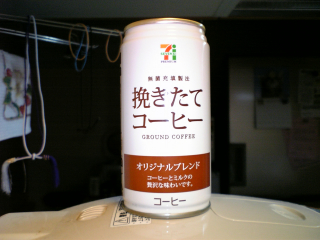 無菌充填製法
挽きたて
コーヒー
GROUND COFFEE
オリジナルブレンド
コーヒーとミルクの
贅沢な味わいです。
コーヒー